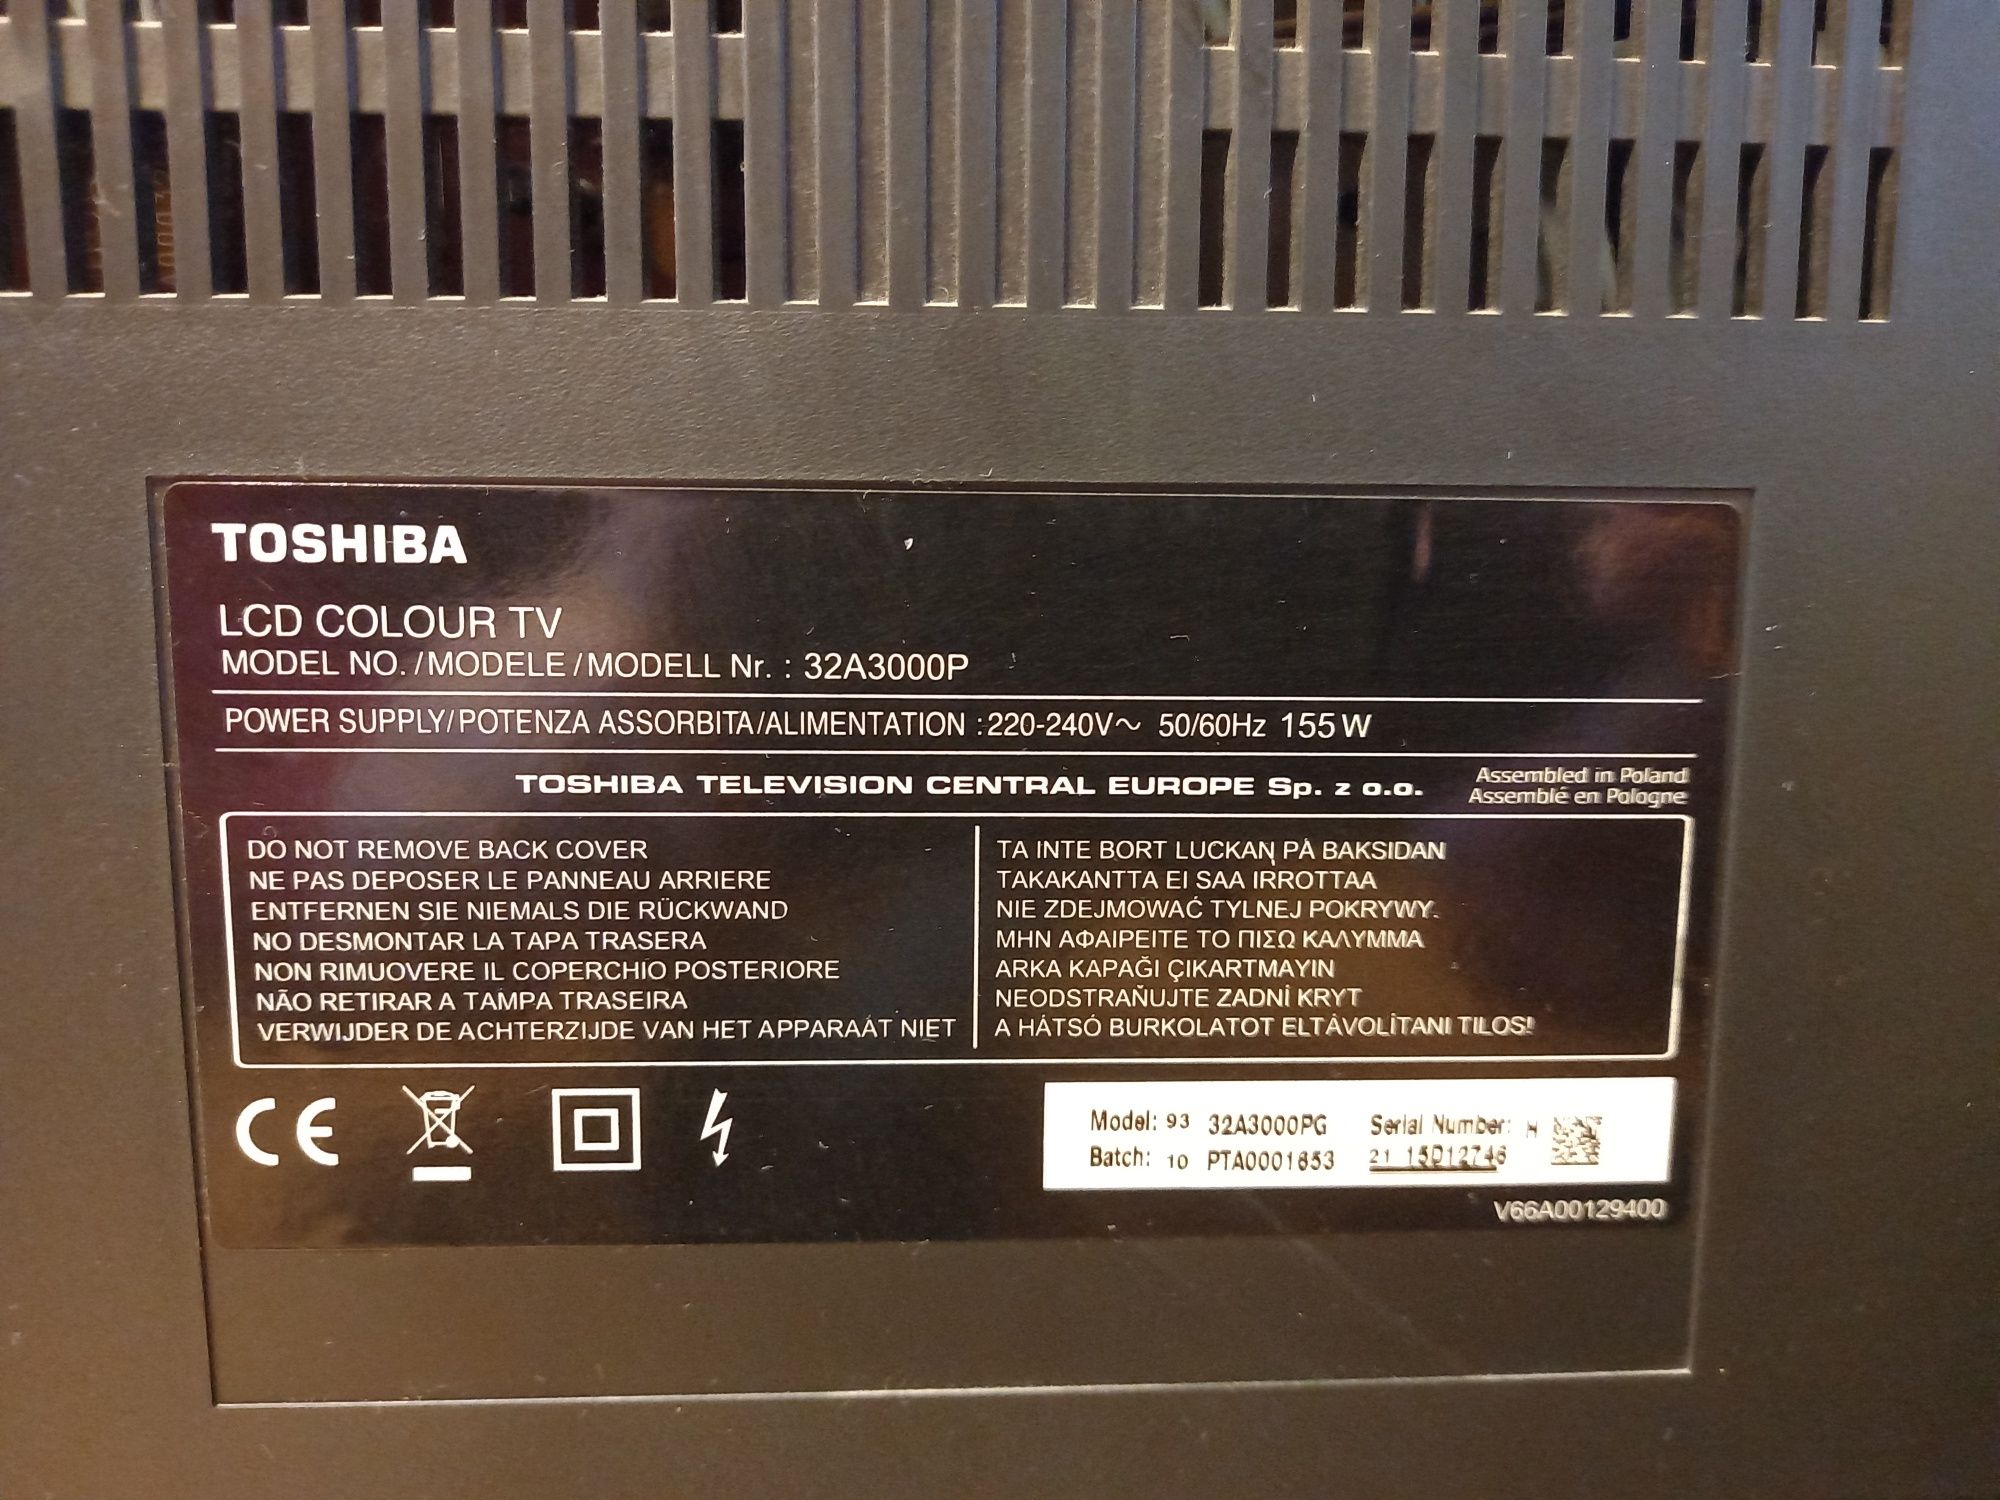 TOSHIBA
LCD COLOUR TV
MODEL NO./MODELE/MODELL Nr. : 32A3000P
POWER SUPPLY/POTENZA ASSORBITA/ALIMENTATION :220-240V～ 50/60Hz 155W
TOSHIBA TELEVISION CENTRAL EUROPE Sp. z o.o.
Assembled in Poland
Assemblé en Pologne
DO NOT REMOVE BACK COVER
NE PAS DEPOSER LE PANNEAU ARRIERE
ENTFERNEN SIE NIEMALS DIE RÜCKWAND
NO DESMONTAR LA TAPA TRASERA
NON RIMUOVERE IL COPERCHIO POSTERIORE
NÃO RETIRAR A TAMPA TRASEIRA
VERWIJDER DE ACHTERZIJDE VAN HET APPARAÁT NIET
TA INTE BORT LUCKAN PÅ BAKSIDAN
TAKAKANTTA EI SAA IRROTTAA
NIE ZDEJMOWAĆ TYLNEJ POKRYWY.
ΜΗΝ ΑΦΑΙΡΕΙΤΕ ΤΟ ΠΙΣΩ ΚΑΛΥΜΜΑ
ARKA KAPAĞI ÇIKARTMAYIN
NEODSTRAŇUJTE ZADNÍ KRYT
A HÁTSÓ BURKOLATOT ELTÁVOLÍTANI TILOS!
CE
Model: 93 32A3000PG Serial Number: H
Batch: 10 PTA0001653 21 15D12746
V66A00129400